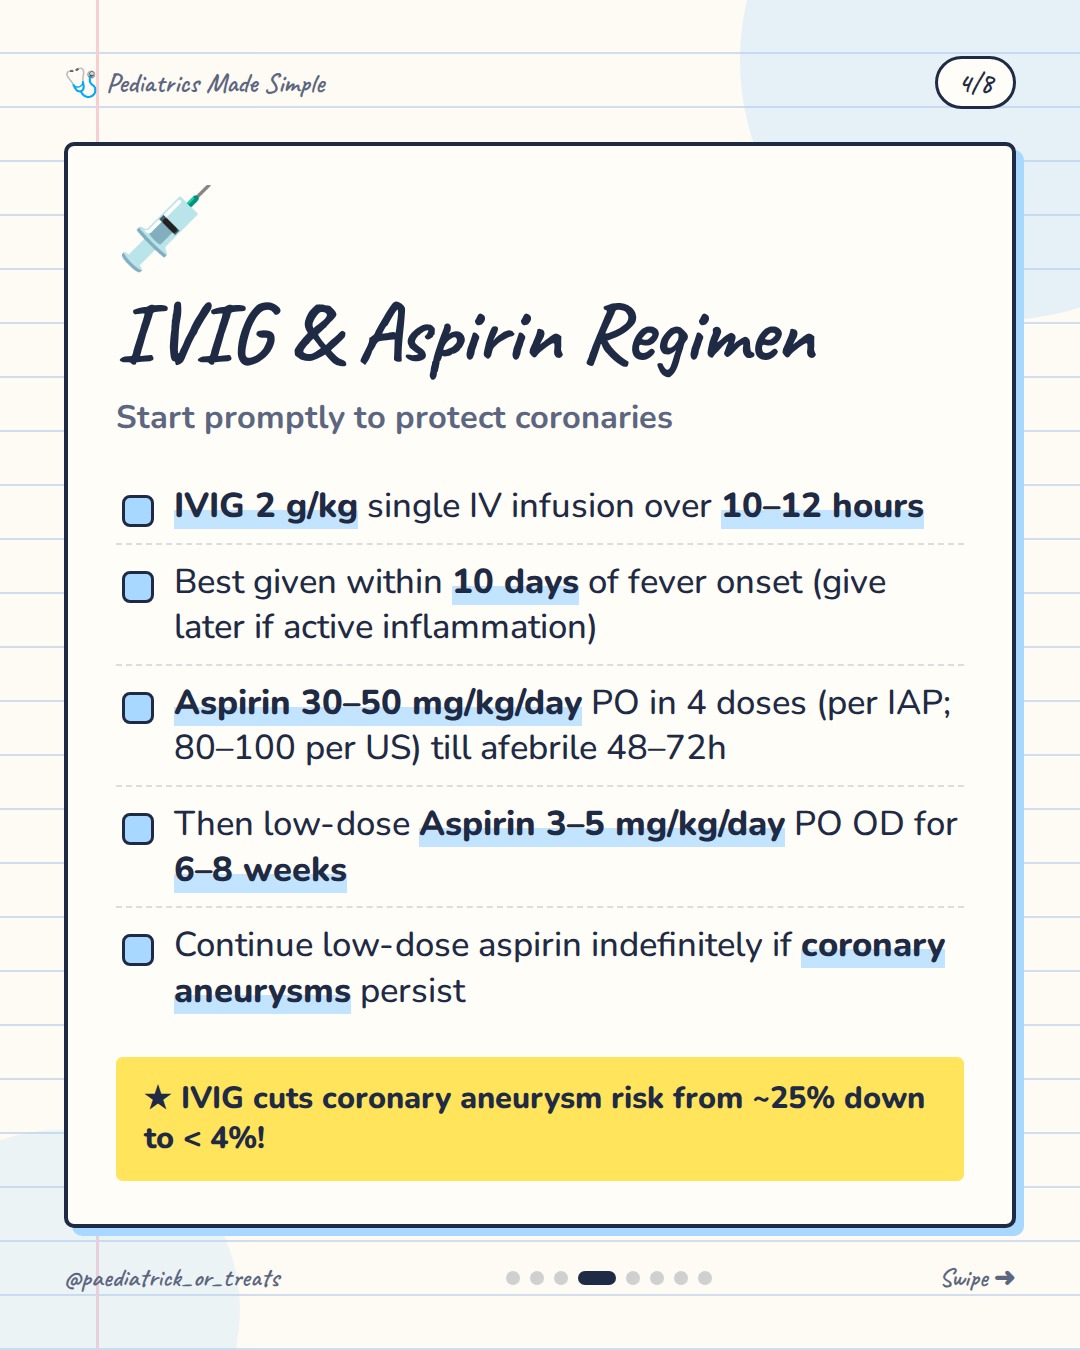 Pediatrics Made Simple
4/8
IVIG & Aspirin Regimen
Start promptly to protect coronaries
IVIG 2 g/kg single IV infusion over 10–12 hours
Best given within 10 days of fever onset (give
later if active inflammation)
Aspirin 30–50 mg/kg/day PO in 4 doses (per IAP;
80–100 per US) till afebrile 48–72h
Then low-dose Aspirin 3–5 mg/kg/day PO OD for
6–8 weeks
Continue low-dose aspirin indefinitely if coronary
aneurysms persist
★ IVIG cuts coronary aneurysm risk from ~25% down
to < 4%!
@paediatrick_or_treats
Swipe ➜